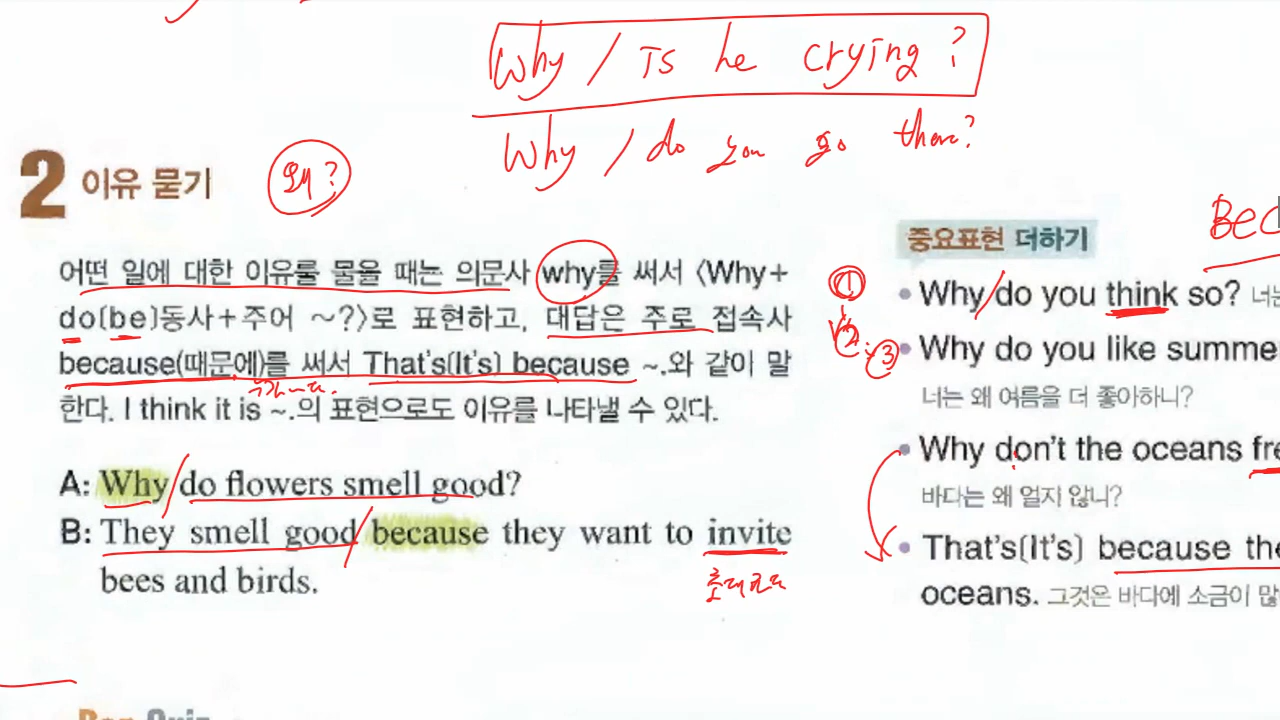 Why / is he crying?
Why / do you go there?
2 이유 묻기
왜?
어떤 일에 대한 이유를 물을 때는 의문사 why를 써서 〈Why+
do(be)동사+주어 ~?〉로 표현하고, 대답은 주로 접속사
because(때문에)를 써서 That's(It's) because ~.와 같이 말
한다. I think it is ~.의 표현으로도 이유를 나타낼 수 있다.
A: Why/do flowers smell good?
B: They smell good/because they want to invite
초대하다
bees and birds.
Bec
중요표현 더하기
①
②
③
• Why/do you think so? 너는
• Why do you like summe
너는 왜 여름을 더 좋아하니?
• Why don't the oceans fre
바다는 왜 얼지 않니?
• That's(It's) because the
oceans. 그것은 바다에 소금이 많